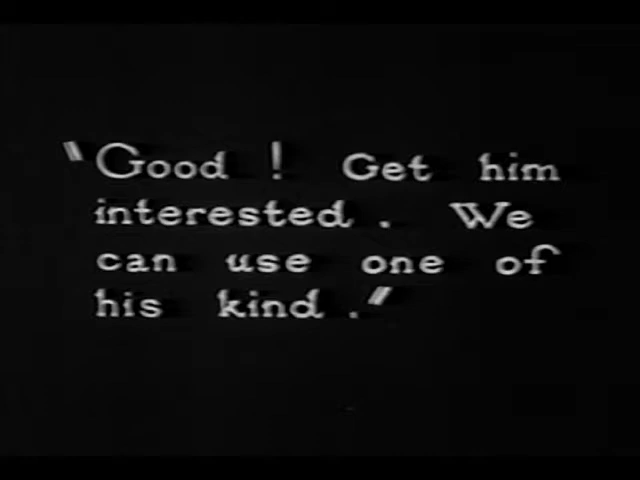 "Good! Get him
interested. We
can use one of
his kind."